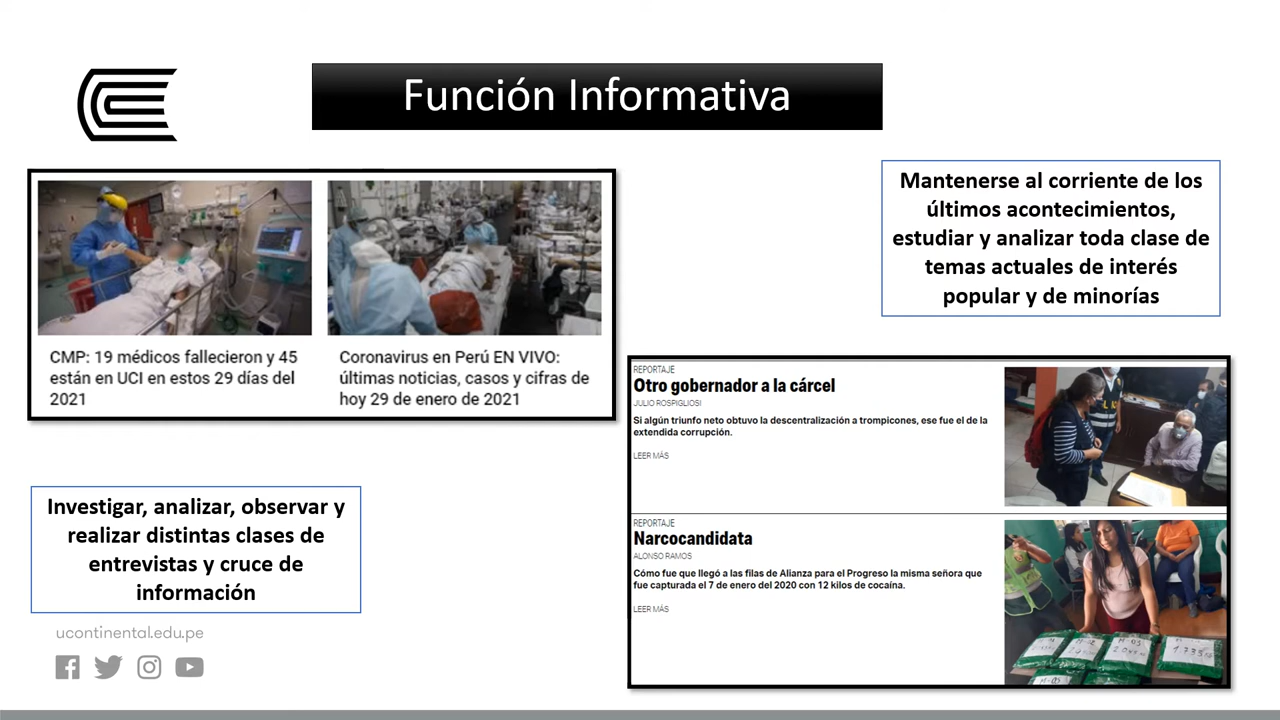 Función Informativa
Mantenerse al corriente de los
últimos acontecimientos,
estudiar y analizar toda clase de
temas actuales de interés
popular y de minorías
CMP: 19 médicos fallecieron y 45
están en UCI en estos 29 días del
2021
Coronavirus en Perú EN VIVO:
últimas noticias, casos y cifras de
hoy 29 de enero de 2021
REPORTAJE
Otro gobernador a la cárcel
JULIO ROSPIGLIOSI
Si algún triunfo neto obtuvo la descentralización a trompicones, ese fue el de la
extendida corrupción.
LEER MÁS
REPORTAJE
Narcocandidata
ALONSO RAMOS
Cómo fue que llegó a las filas de Alianza para el Progreso la misma señora que
fue capturada el 7 de enero del 2020 con 12 kilos de cocaína.
LEER MÁS
Investigar, analizar, observar y
realizar distintas clases de
entrevistas y cruce de
información
ucontinental.edu.pe